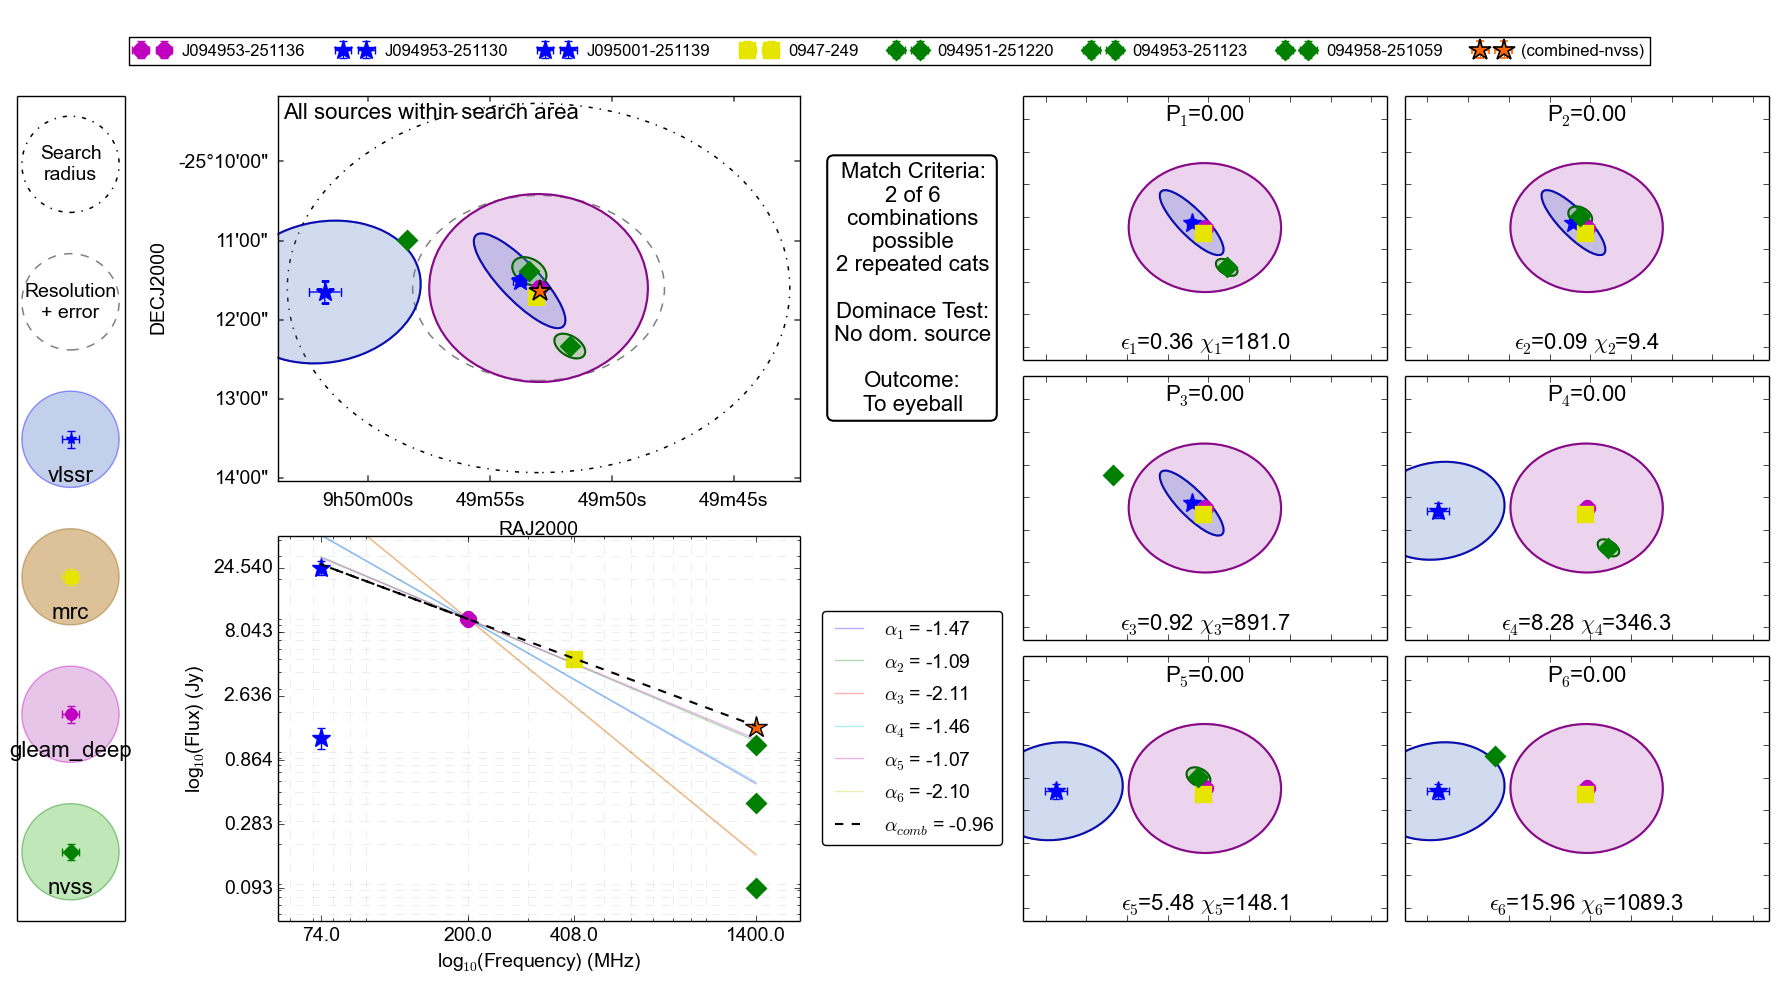 J094953-251136 J094953-251130 J095001-251139 0947-249 094951-251220 094953-251123 094958-251059 (combined-nvss)
Search
radius
Resolution
+ error
vlssr
mrc
gleam_deep
nvss
All sources within search area
DECJ2000
-25°10'00"
11'00"
12'00"
13'00"
14'00"
9h50m00s 49m55s 49m50s 49m45s
RAJ2000
Match Criteria:
2 of 6
combinations
possible
2 repeated cats
Dominace Test:
No dom. source
Outcome:
To eyeball
log10(Flux) (Jy)
24.540
8.043
2.636
0.864
0.283
0.093
74.0 200.0 408.0 1400.0
log10(Frequency) (MHz)
α1 = -1.47
α2 = -1.09
α3 = -2.11
α4 = -1.46
α5 = -1.07
α6 = -2.10
αcomb = -0.96
P1=0.00
ϵ1=0.36 χ1=181.0
P2=0.00
ϵ2=0.09 χ2=9.4
P3=0.00
ϵ3=0.92 χ3=891.7
P4=0.00
ϵ4=8.28 χ4=346.3
P5=0.00
ϵ5=5.48 χ5=148.1
P6=0.00
ϵ6=15.96 χ6=1089.3